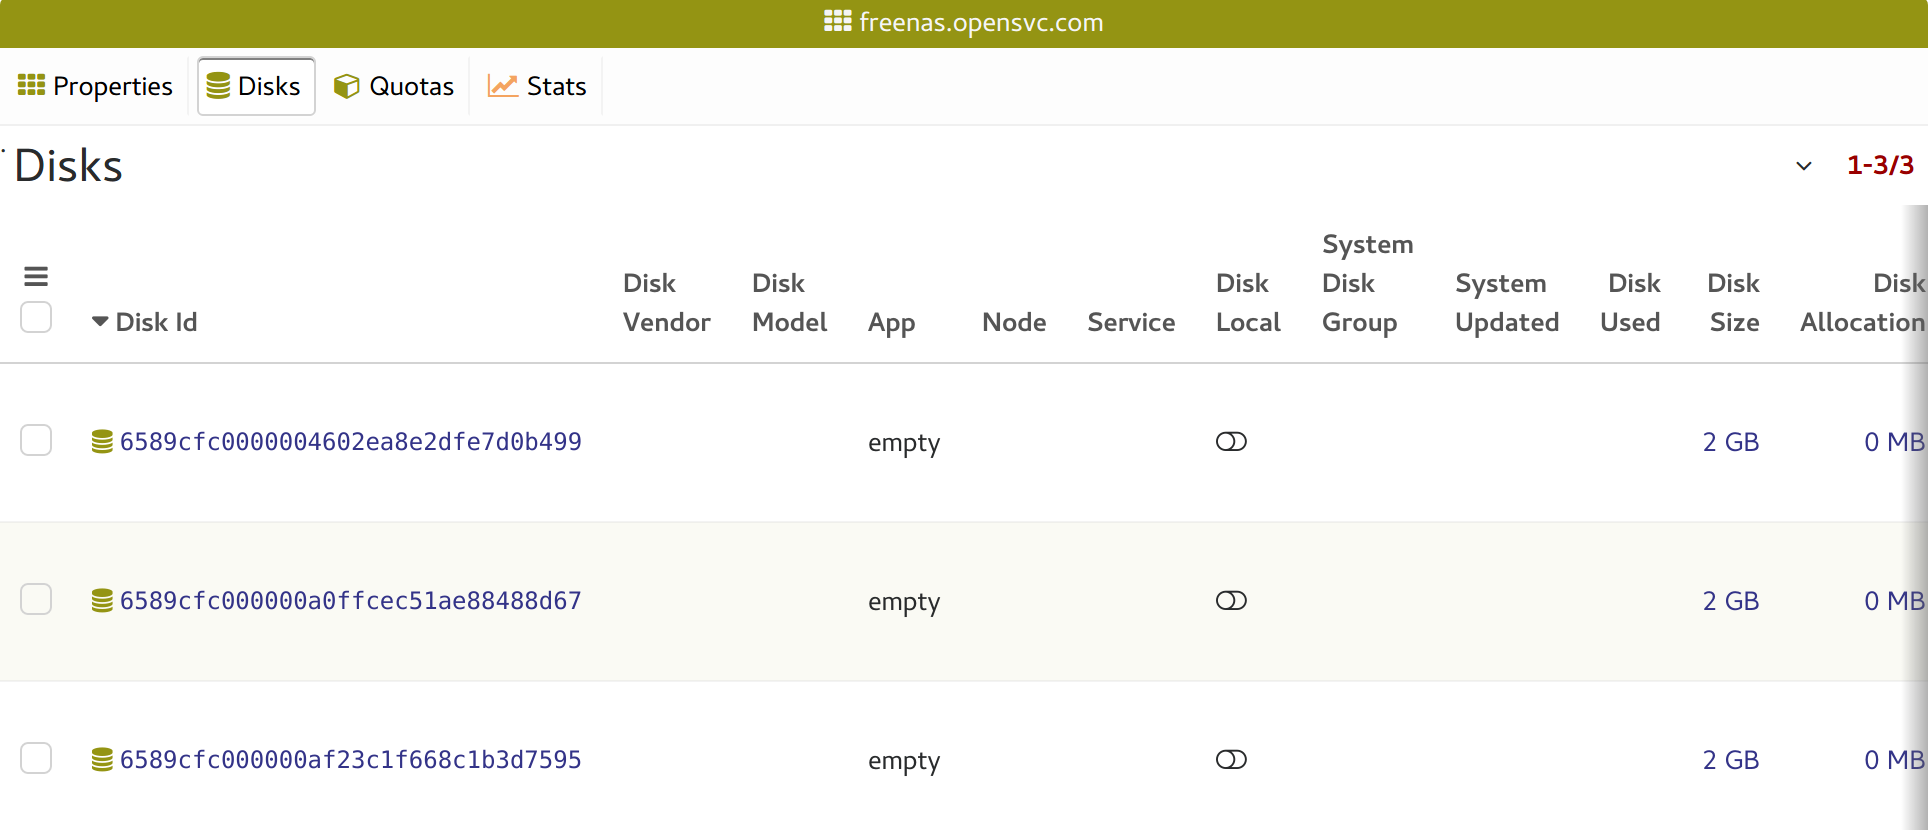 freenas.opensvc.com
Properties Disks Quotas Stats
Disks 1-3/3
Disk Id Disk Vendor Disk Model App Node Service Disk Local System Disk Group System Updated Disk Used Disk Size Disk Allocation
6589cfc0000004602ea8e2dfe7d0b499 empty 2 GB 0 MB
6589cfc000000a0ffcec51ae88488d67 empty 2 GB 0 MB
6589cfc000000af23c1f668c1b3d7595 empty 2 GB 0 MB